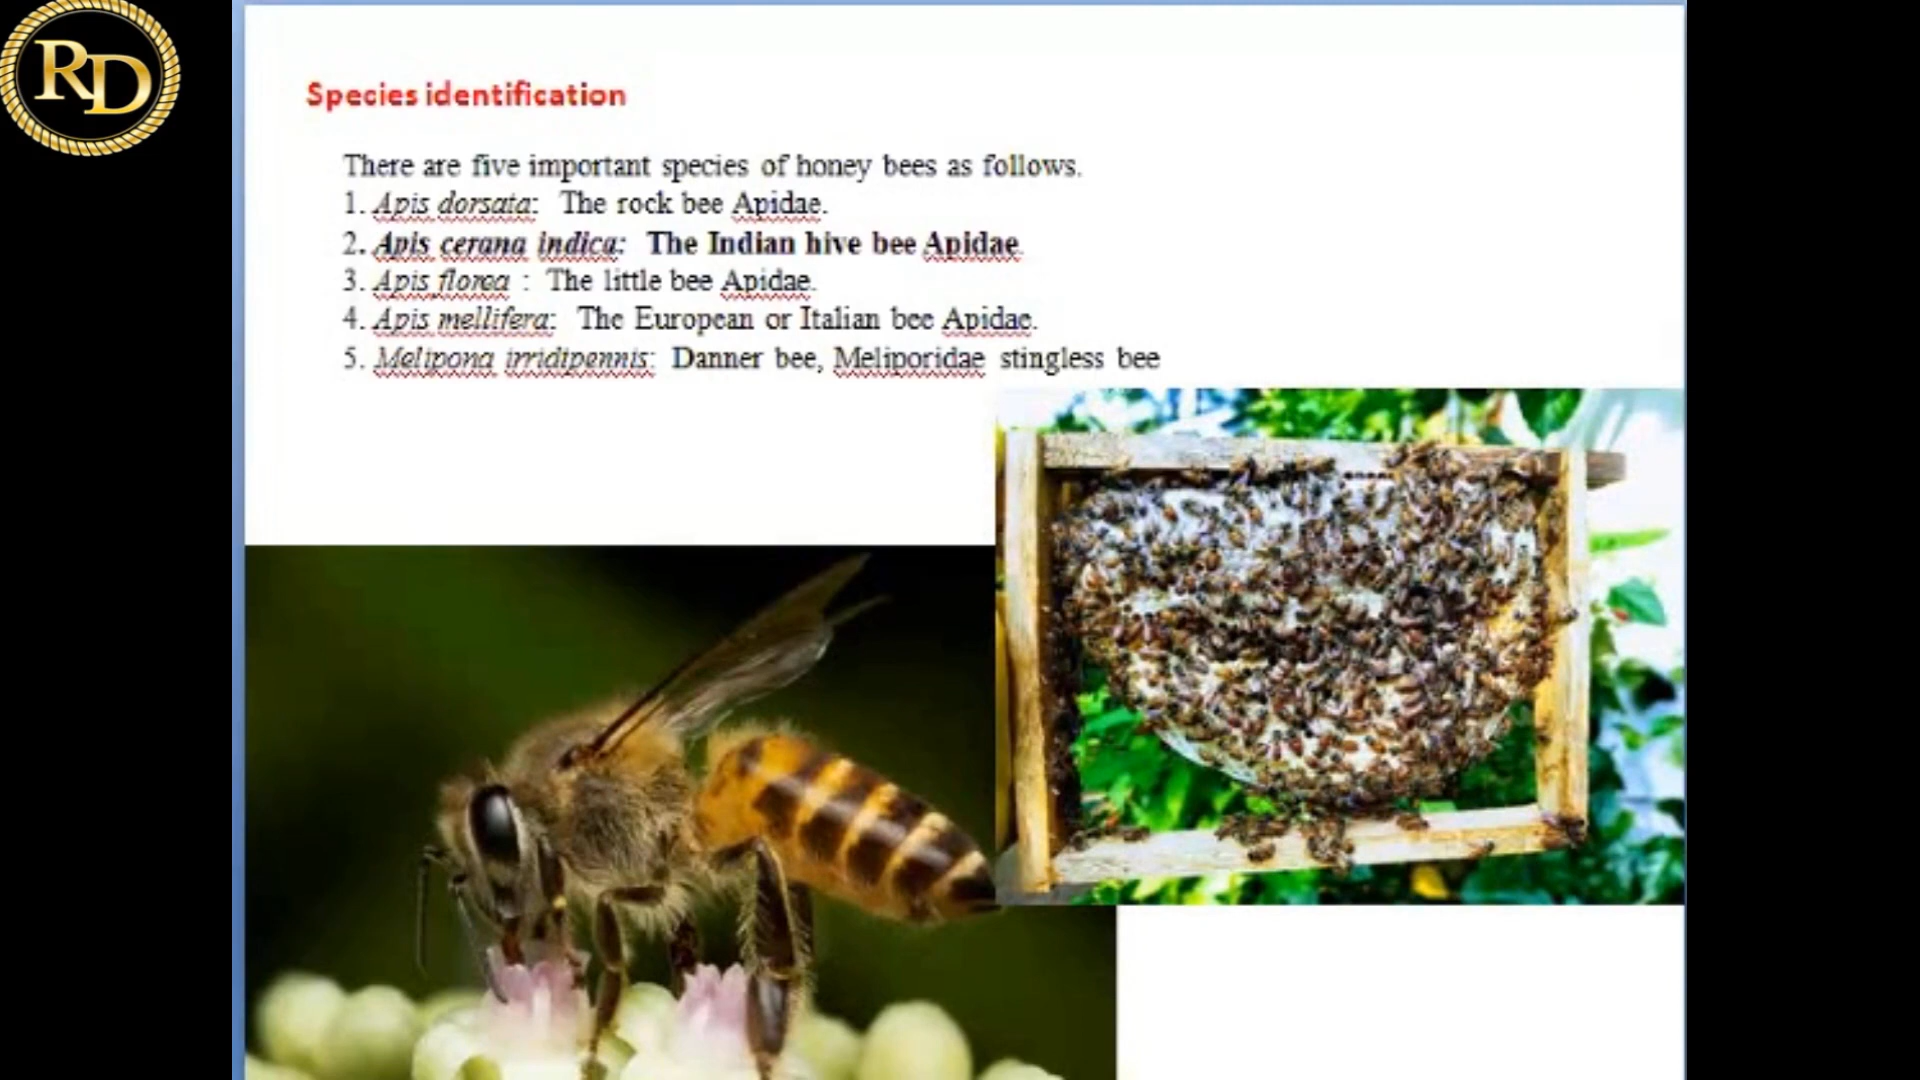 RD
Species identification
There are five important species of honey bees as follows.
1. Apis dorsata: The rock bee Apidae.
2. Apis cerana indica: The Indian hive bee Apidae.
3. Apis florea : The little bee Apidae.
4. Apis mellifera: The European or Italian bee Apidae.
5. Melipona irridipennis: Danner bee, Meliporidae stingless bee